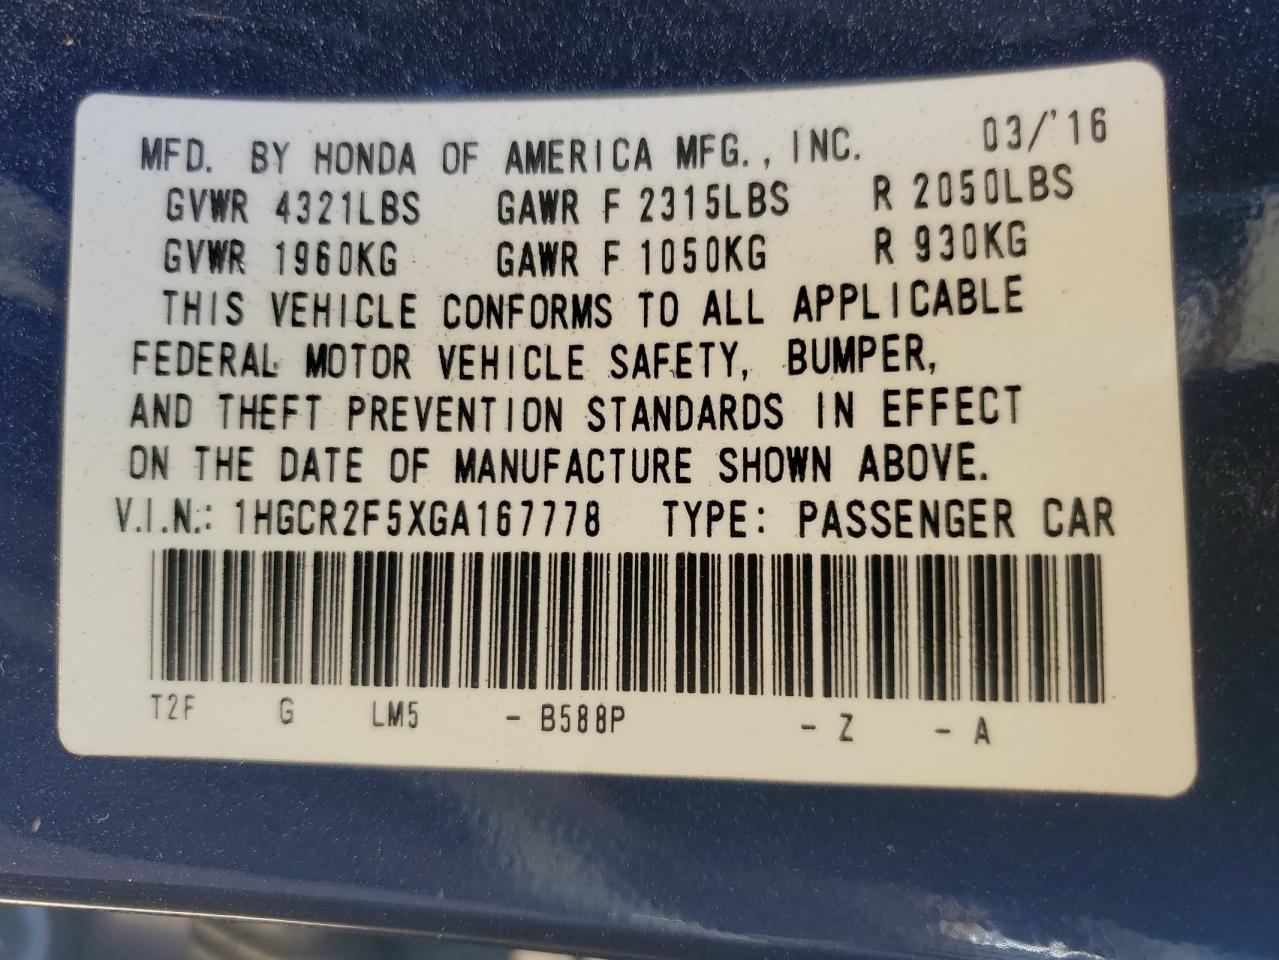 MFD. BY HONDA OF AMERICA MFG., INC. 03/'16
GVWR 4321LBS GAWR F 2315LBS R 2050LBS
GVWR 1960KG GAWR F 1050KG R 930KG
THIS VEHICLE CONFORMS TO ALL APPLICABLE
FEDERAL MOTOR VEHICLE SAFETY, BUMPER,
AND THEFT PREVENTION STANDARDS IN EFFECT
ON THE DATE OF MANUFACTURE SHOWN ABOVE.
V.I.N.: 1HGCR2F5XGA167778 TYPE: PASSENGER CAR
T2F G LM5 - B588P - Z - A